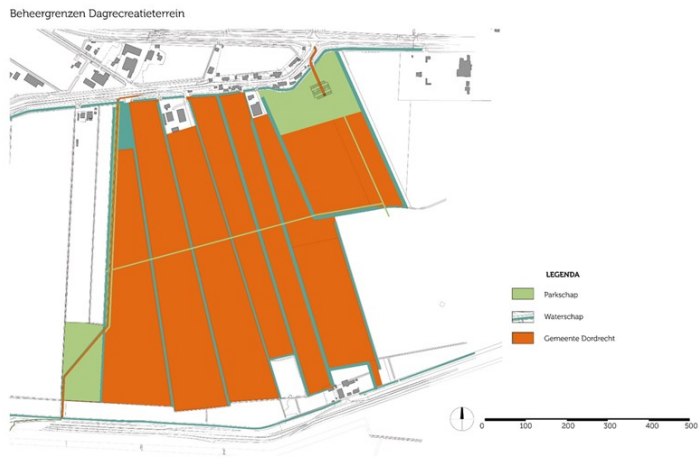 Beheergrenzen Dagrecreatieterrein
LEGENDA
Parkschap
Waterschap
Gemeente Dordrecht
0 100 200 300 400 500